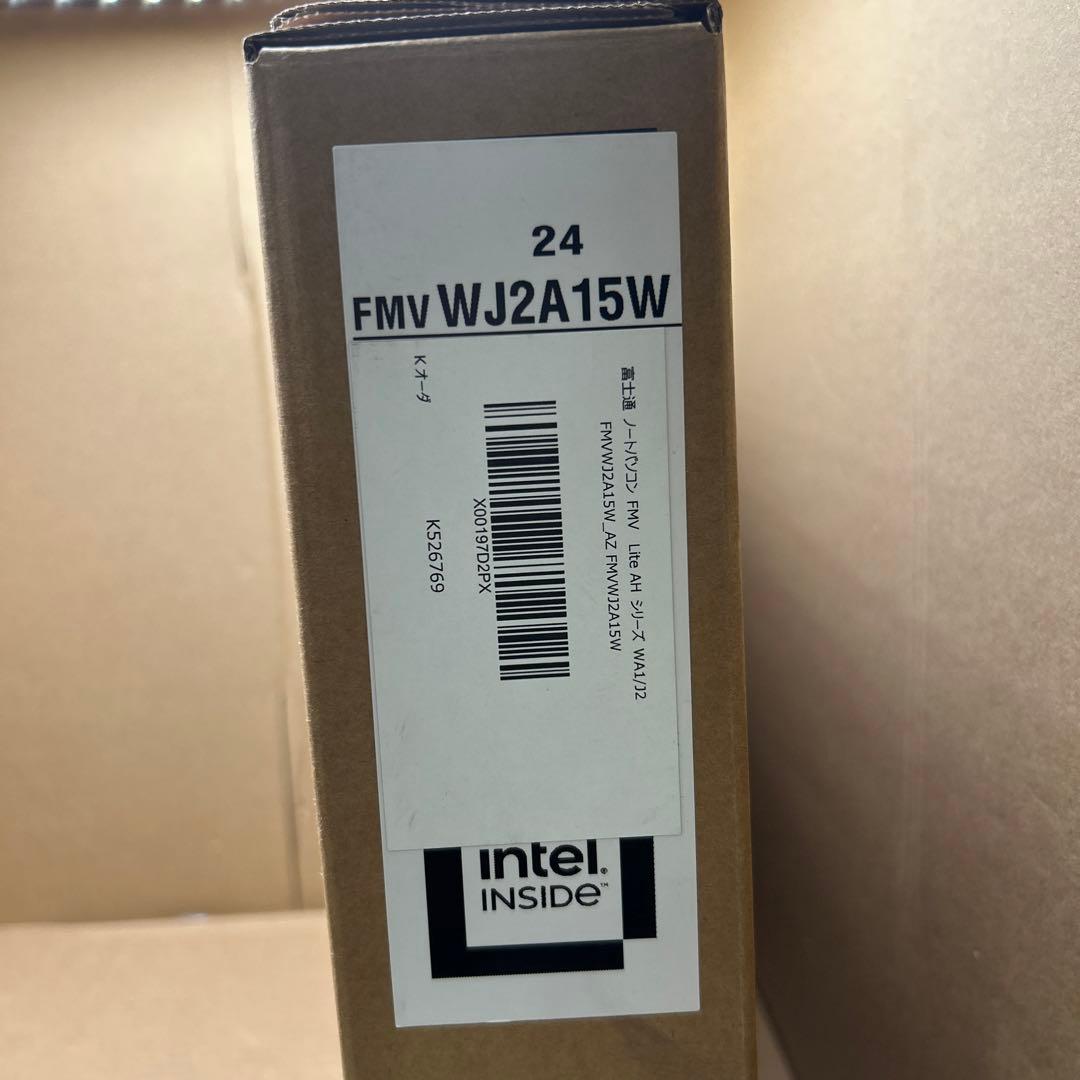 24
FMV WJ2A15W
富士通 ノートパソコン FMV Lite AH シリーズ WA1/J2
FMVWJ2A15W_AZ FMVWJ2A15W
X00197D2PX
Kオーダ
K526769
intel.
INSIDE™